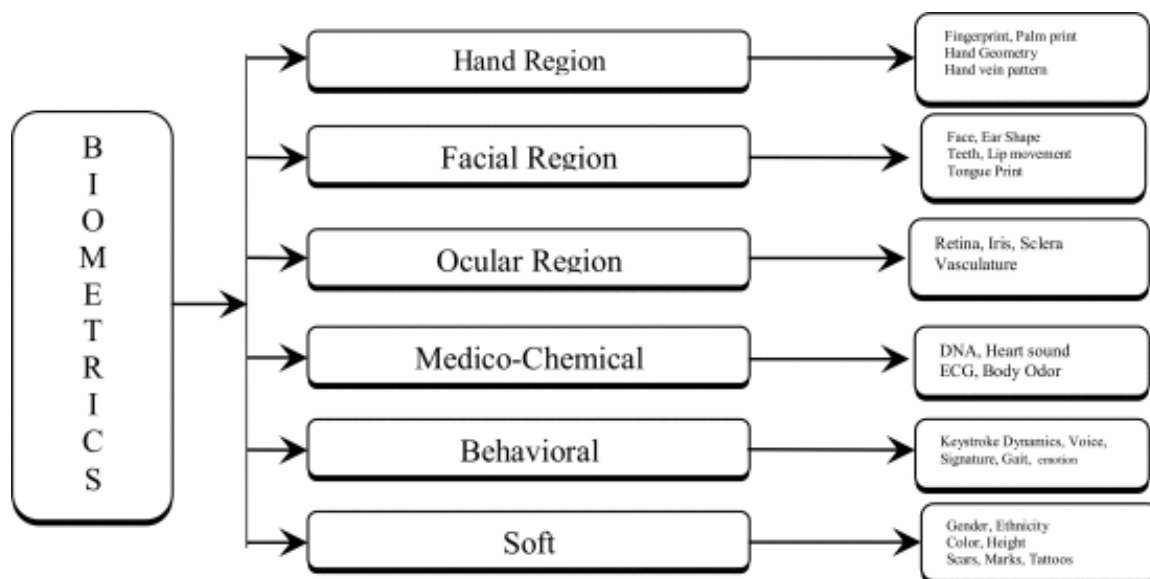 BIOMETRICS
Hand Region
Fingerprint, Palm print
Hand Geometry
Hand vein pattern
Facial Region
Face, Ear Shape
Teeth, Lip movement
Tongue Print
Ocular Region
Retina, Iris, Sclera
Vasculature
Medico-Chemical
DNA, Heart sound
ECG, Body Odor
Behavioral
Keystroke Dynamics, Voice,
Signature, Gait, emotion
Soft
Gender, Ethnicity
Color, Height
Scars, Marks, Tattoos